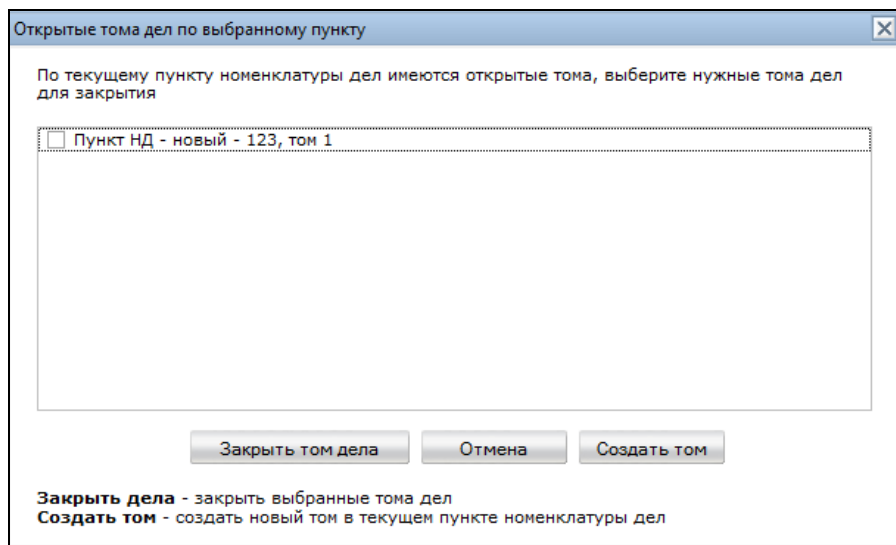 Открытые тома дел по выбранному пункту
По текущему пункту номенклатуры дел имеются открытые тома, выберите нужные тома дел
для закрытия
Пункт НД - новый - 123, том 1
Закрыть том дела Отмена Создать том
Закрыть дела - закрыть выбранные тома дел
Создать том - создать новый том в текущем пункте номенклатуры дел